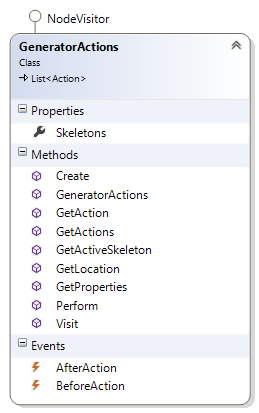 NodeVisitor
GeneratorActions
Class
List<Action>
Properties
Skeletons
Methods
Create
GeneratorActions
GetAction
GetActions
GetActiveSkeleton
GetLocation
GetProperties
Perform
Visit
Events
AfterAction
BeforeAction